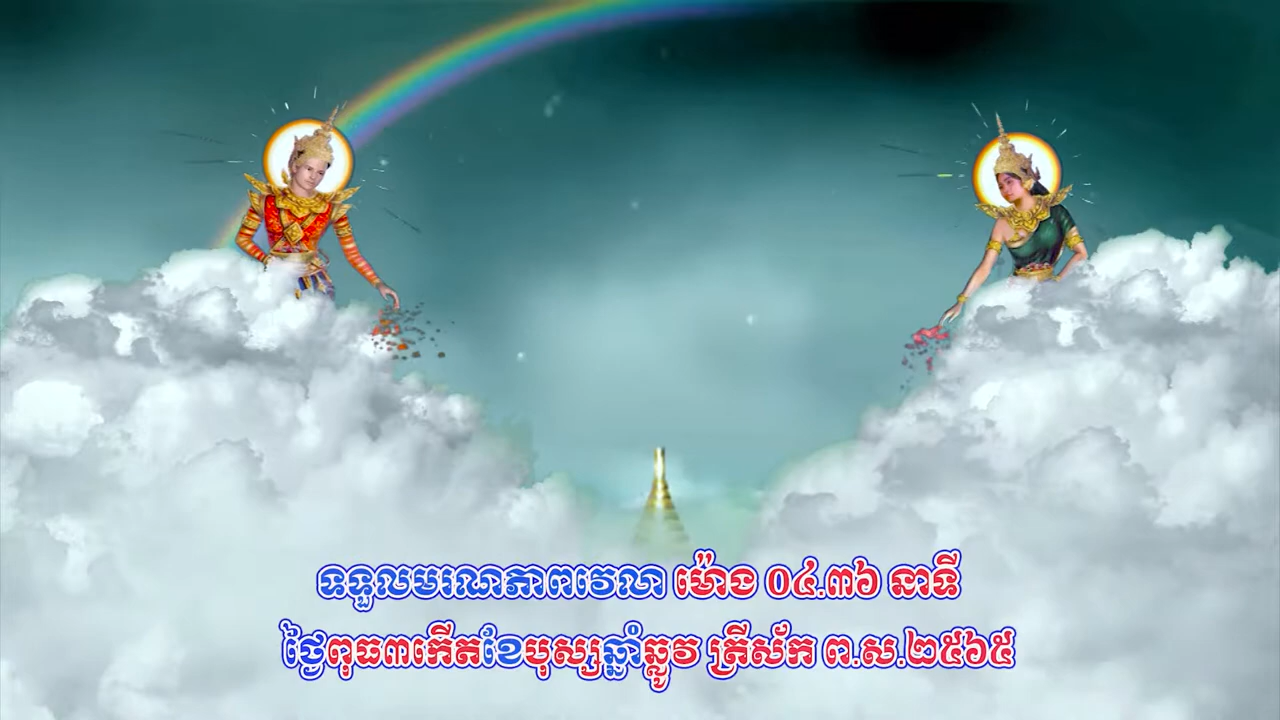 ទទួលមរណភាពវេលា ម៉ោង ០៤.៣៦ នាទី
ថ្ងៃពុធ៣កើតខែបុស្សឆ្នាំឆ្លូវ ត្រីស័ក ព.ស.២៥៦៥